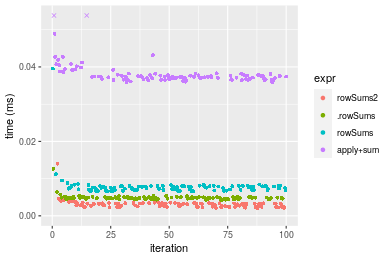 0.04
0.02
0.00
time (ms)
0
25
50
75
100
iteration
expr
rowSums2
.rowSums
rowSums
apply+sum